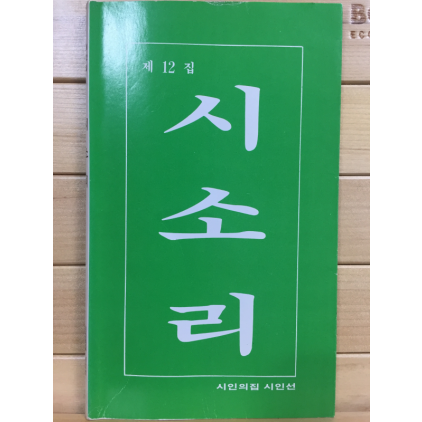 제 12 집
시
소
리
시인의집 시인선